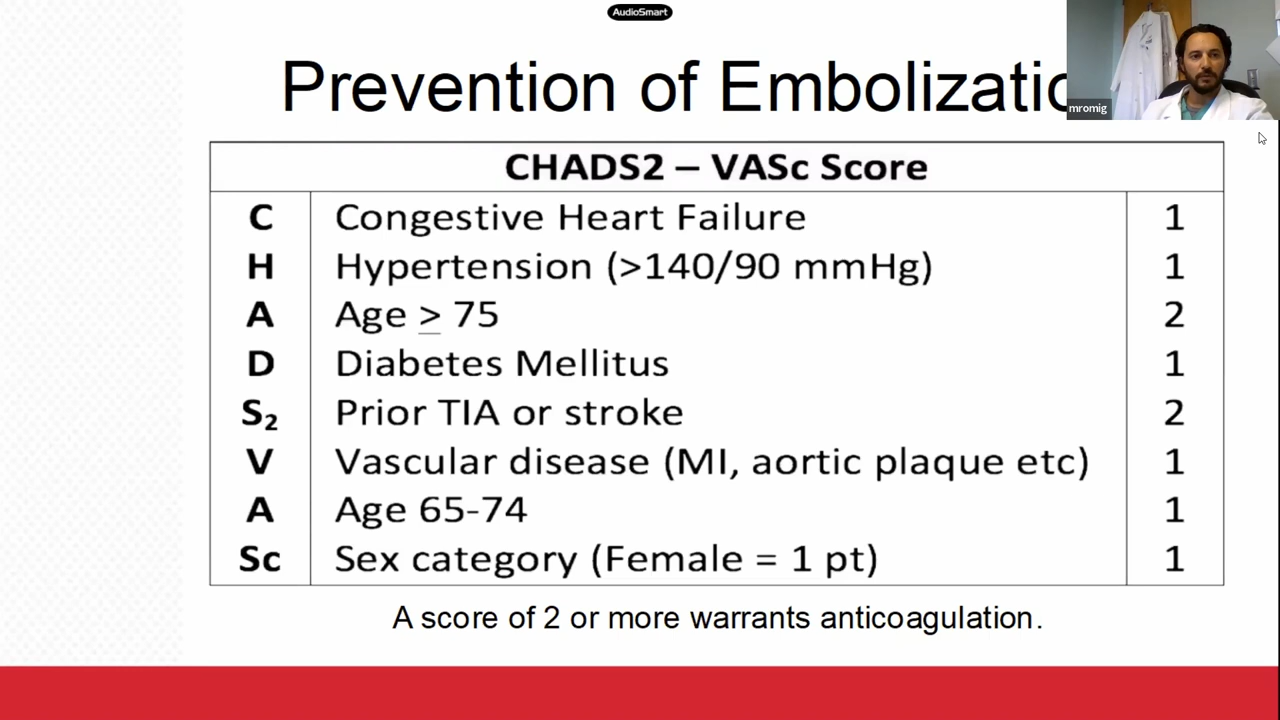 AudioSmart
Prevention of Embolizatio
mromig
CHADS2 – VASc Score
C Congestive Heart Failure 1
H Hypertension (>140/90 mmHg) 1
A Age ≥ 75 2
D Diabetes Mellitus 1
S₂ Prior TIA or stroke 2
V Vascular disease (MI, aortic plaque etc) 1
A Age 65-74 1
Sc Sex category (Female = 1 pt) 1
A score of 2 or more warrants anticoagulation.